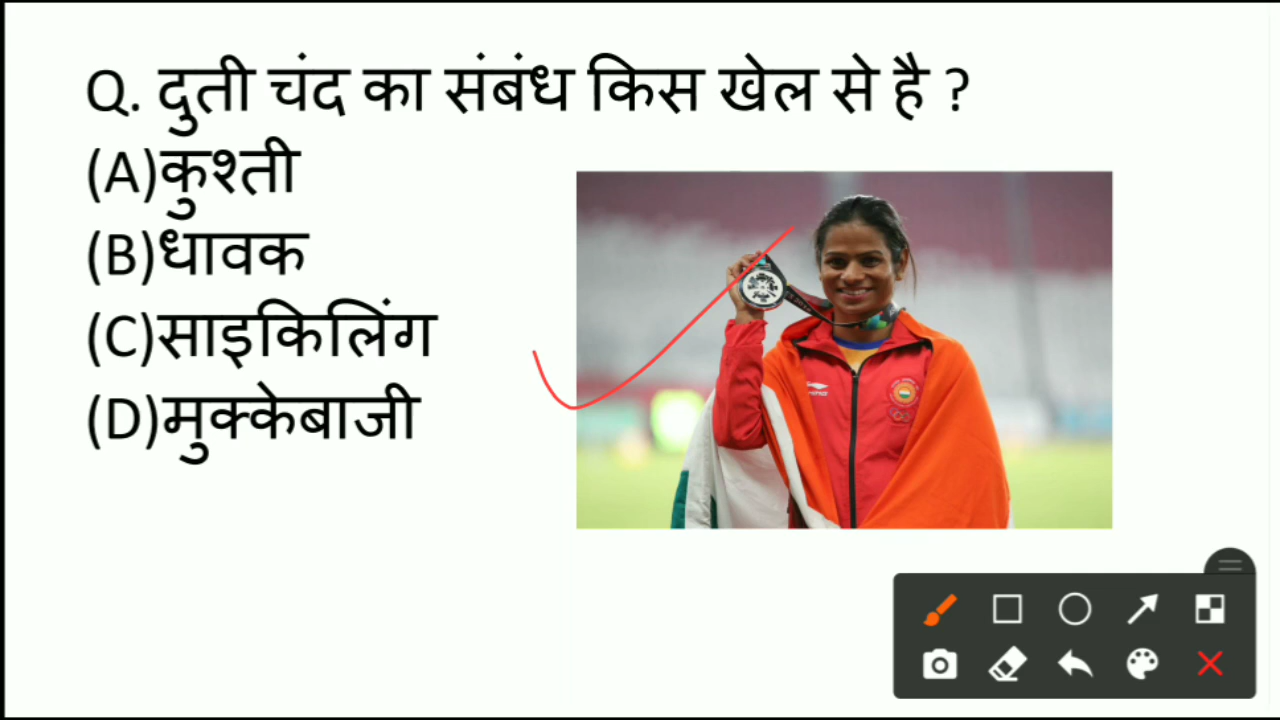 Q. दुती चंद का संबंध किस खेल से है ?
(A)कुश्ती
(B)धावक
(C)साइकिलिंग
(D)मुक्केबाजी